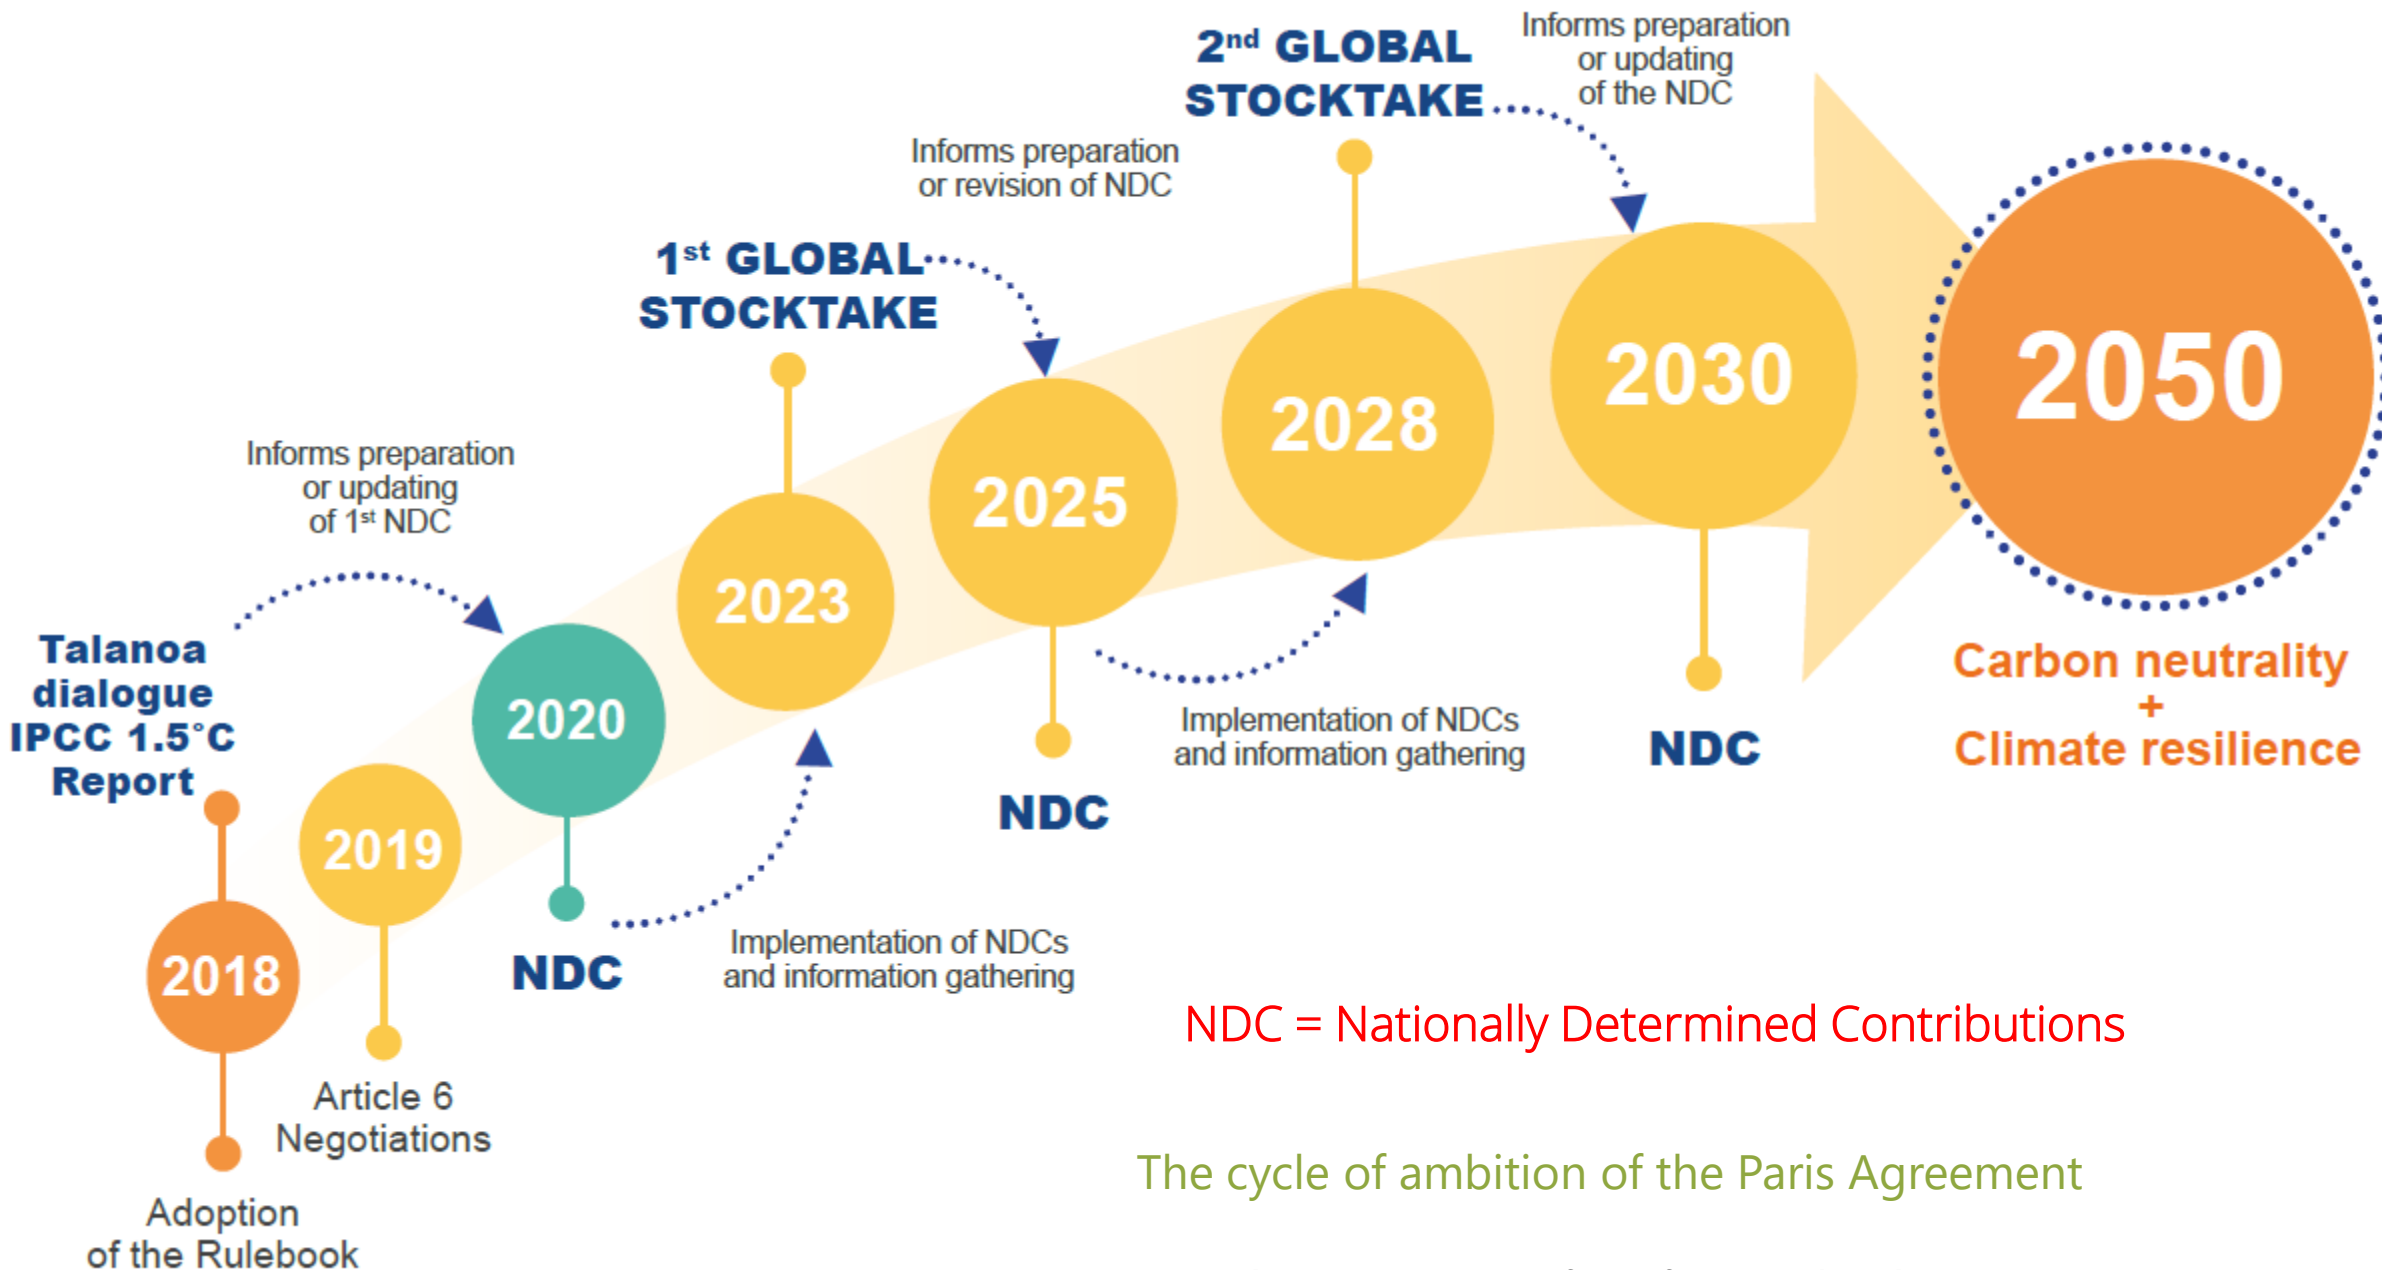 2nd GLOBAL
STOCKTAKE
Informs preparation
or updating
of the NDC
Informs preparation
or revision of NDC
1st GLOBAL
STOCKTAKE
Informs preparation
or updating
of 1st NDC
Talanoa
dialogue
IPCC 1.5°C
Report
2018
2019
2020
2023
2025
2028
2030
2050
Carbon neutrality
+
Climate resilience
Implementation of NDCs
and information gathering
NDC
NDC
NDC
Implementation of NDCs
and information gathering
Article 6
Negotiations
Adoption
of the Rulebook
NDC = Nationally Determined Contributions
The cycle of ambition of the Paris Agreement